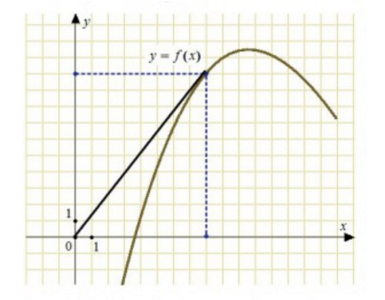 y
y = f(x)
1
x
0 1